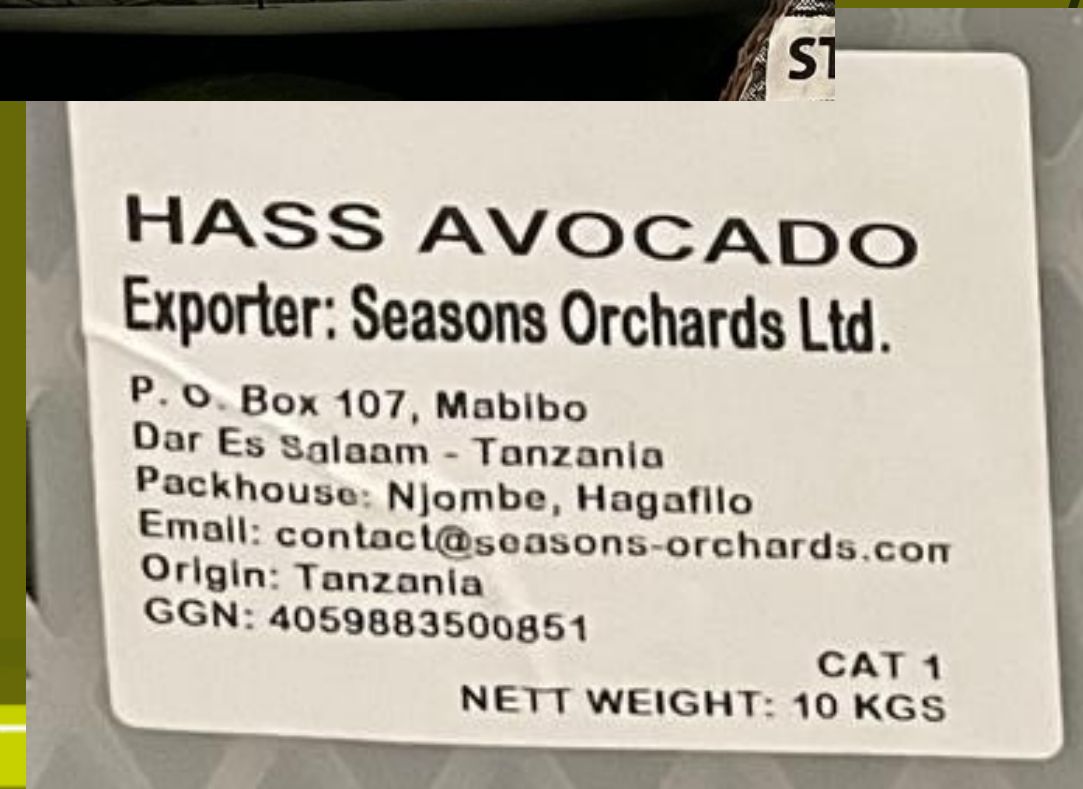 ST
HASS AVOCADO
Exporter: Seasons Orchards Ltd.
P. O. Box 107, Mabibo
Dar Es Salaam - Tanzania
Packhouse: Njombe, Hagafilo
Email: contact@seasons-orchards.com
Origin: Tanzania
GGN: 4059883500851
CAT 1
NETT WEIGHT: 10 KGS